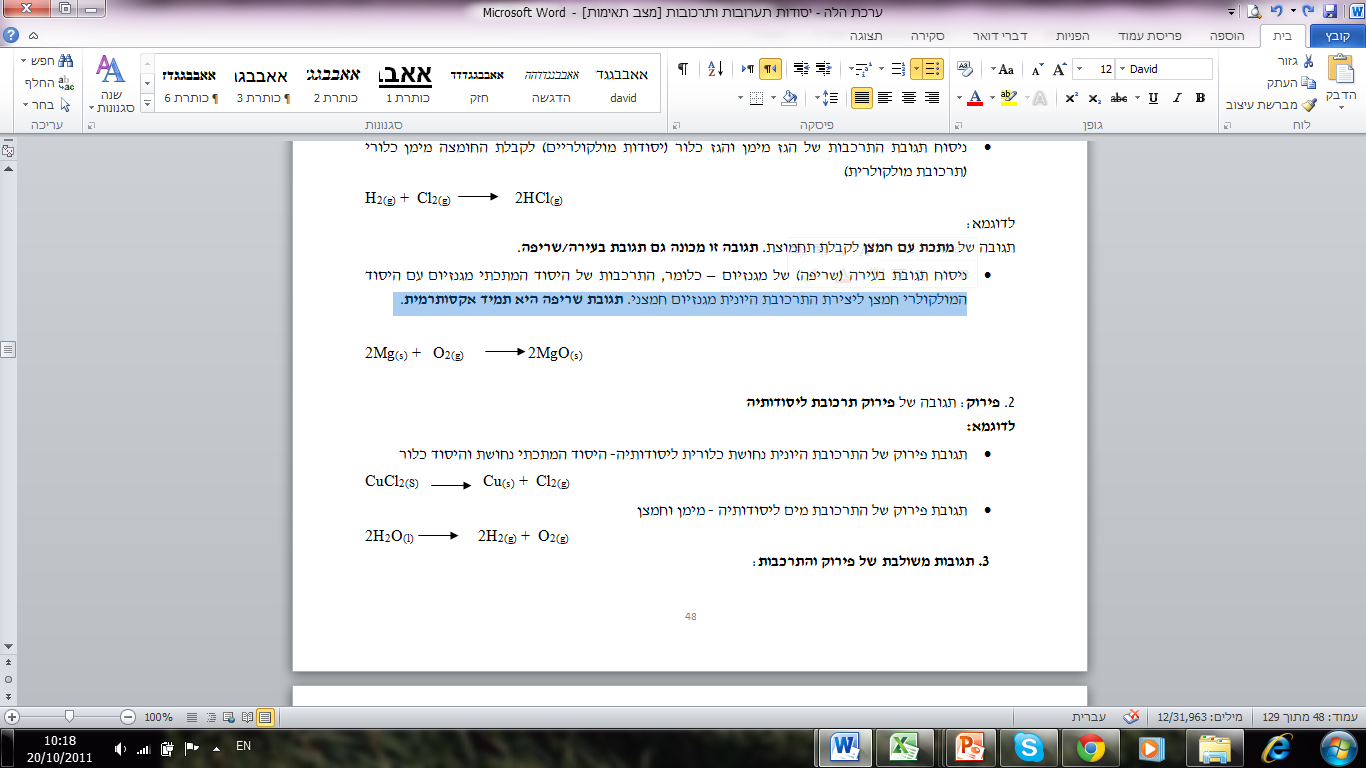 ערכת הלה - יסודות תערובות ותרכובות [מצב תאימות] - Microsoft Word
קובץ בית הוספה פריסת עמוד הפניות דברי דואר סקירה תצוגה
הדבק גזור העתק מברשת עיצוב
David 12
אאבבגגד אאבבגגדדהה אאבבגגדדד אאב אאבבגג אאבבגג אאבבגגדדז
david הדגשה חזק כותרת 1 כותרת 2 כותרת 3 ¶ כותרת 6 ¶
שנה סגנונות
חפש
החלף
בחר
לוח גופן פיסקה סגנונות עריכה
• ניסוח תגובת התרכבות של הגז מימן והגז כלור (יסודות מולקולריים) לקבלת החומצה מימן כלורי
(תרכובת מולקולרית)
H2(g) + Cl2(g) ⟶ 2HCl(g)
לדוגמא:
תגובה של מתכת עם חמצן לקבלת תחמוצת. תגובה זו מכונה גם תגובת בעירה/שריפה.
• ניסוח תגובת בעירה (שריפה) של מגנזיום – כלומר, התרכבות של היסוד המתכתי מגנזיום עם היסוד
המולקולרי חמצן ליצירת התרכובת היונית מגנזיום חמצני. תגובת שריפה היא תמיד אקסותרמית.
2Mg(s) + O2(g) ⟶ 2MgO(s)
2. פירוק: תגובה של פירוק תרכובת ליסודותיה
לדוגמא:
• תגובת פירוק של התרכובת היונית נחושת כלורית ליסודותיה- היסוד המתכתי נחושת והיסוד כלור
CuCl2(S) ⟶ Cu(s) + Cl2(g)
• תגובת פירוק של התרכובת מים ליסודותיה - מימן וחמצן
2H2O(l) ⟶ 2H2(g) + O2(g)
3. תגובות משולבת של פירוק והתרכבות:
48
עמוד: 48 מתוך 129 מילים: 12/31,963 עברית 100%
EN
10:18
20/10/2011